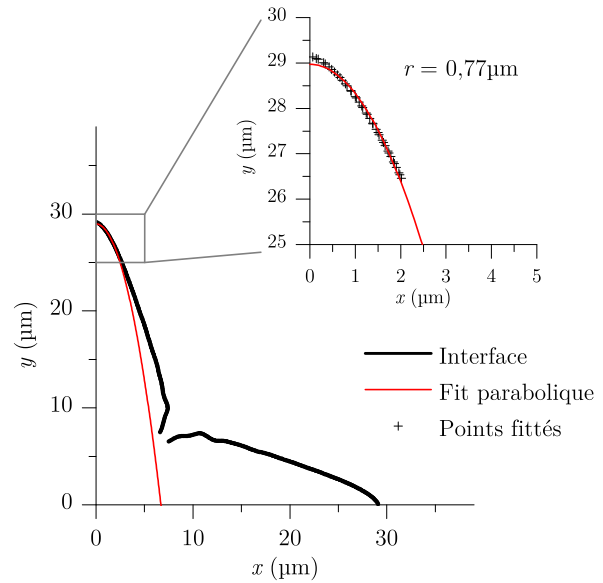 30
29
28
27
26
25
y (µm)
r = 0,77µm
0 1 2 3 4 5
x (µm)
30
20
10
0
y (µm)
Interface
Fit parabolique
Points fittés
0 10 20 30
x (µm)